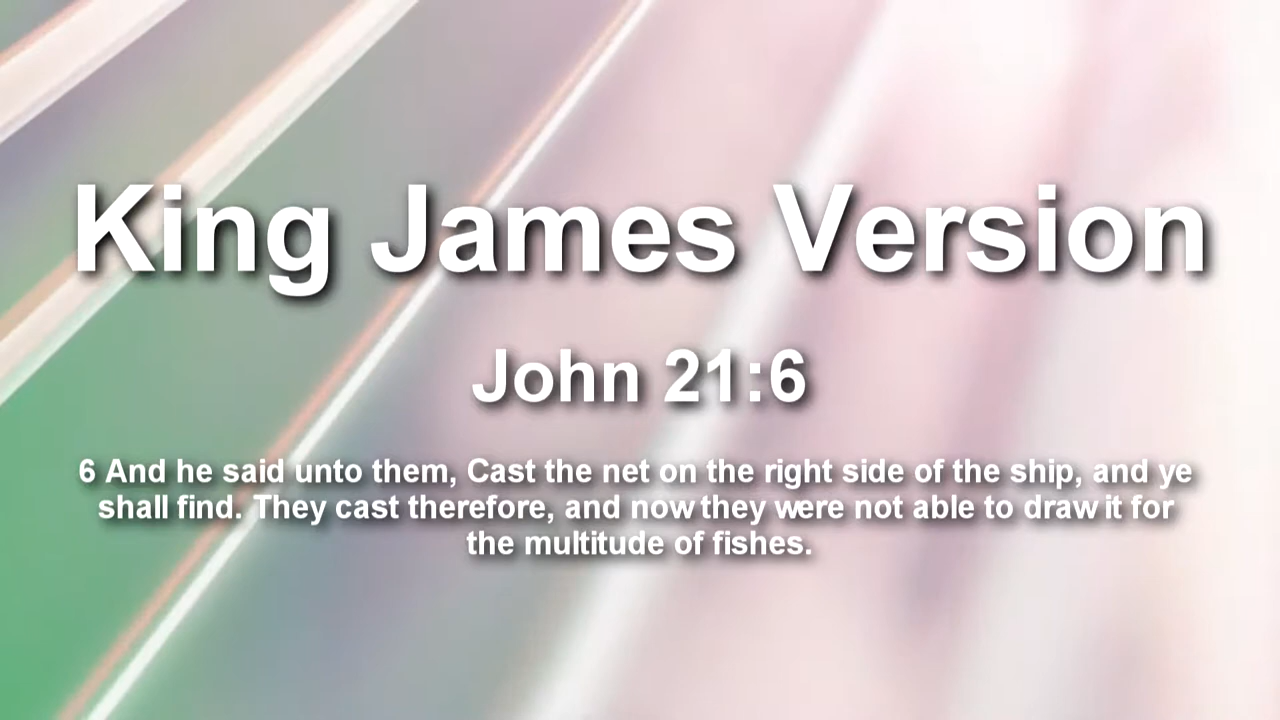 King James Version
John 21:6
6 And he said unto them, Cast the net on the right side of the ship, and ye
shall find. They cast therefore, and now they were not able to draw it for
the multitude of fishes.